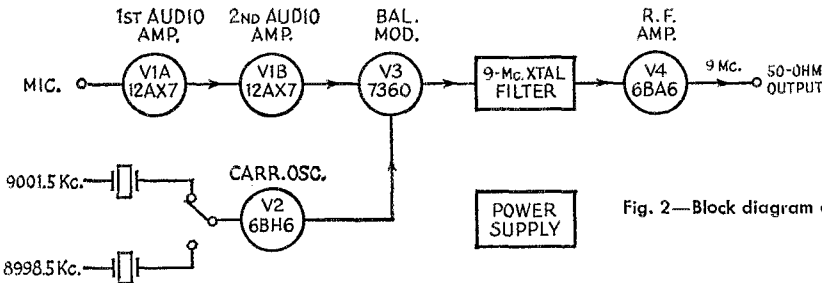 1ST AUDIO
AMP.
2ND AUDIO
AMP.
BAL.
MOD.
R.F.
AMP.
MIC.
V1A
12AX7
V1B
12AX7
V3
7360
9-Mc. XTAL
FILTER
V4
6BA6
9 Mc.
50-OHM
OUTPUT
9001.5 Kc.
CARR. OSC.
V2
6BH6
8998.5 Kc.
POWER
SUPPLY
Fig. 2—Block diagram